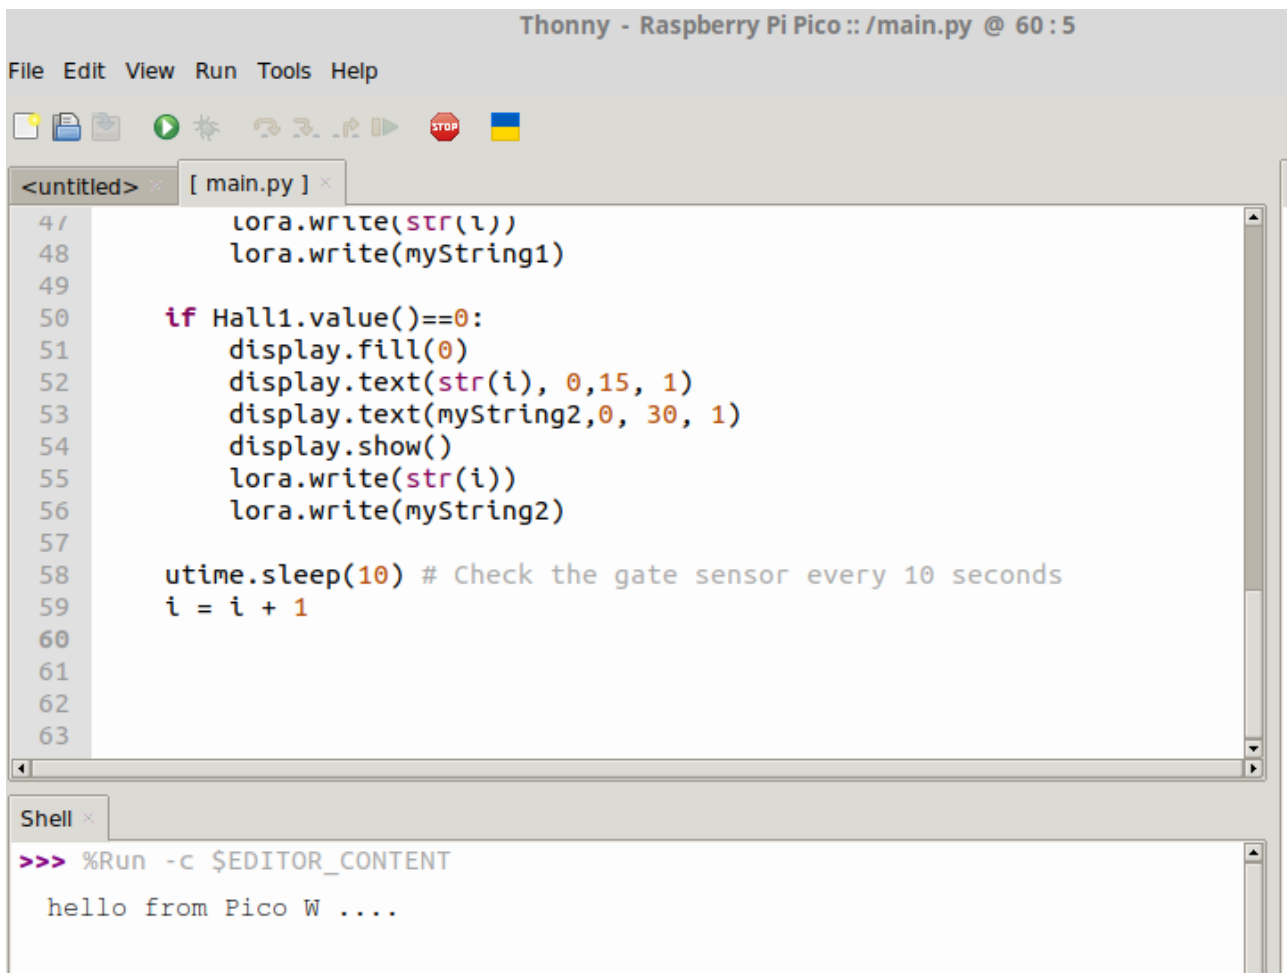 Thonny - Raspberry Pi Pico :: /main.py @ 60 : 5
File Edit View Run Tools Help
STOP
<untitled> × [ main.py ] ×
47 lora.write(str(i))
48 lora.write(myString1)
49
50 if Hall1.value()==0:
51 display.fill(0)
52 display.text(str(i), 0,15, 1)
53 display.text(myString2,0, 30, 1)
54 display.show()
55 lora.write(str(i))
56 lora.write(myString2)
57
58 utime.sleep(10) # Check the gate sensor every 10 seconds
59 i = i + 1
60
61
62
63
Shell ×
>>> %Run -c $EDITOR_CONTENT
hello from Pico W ....